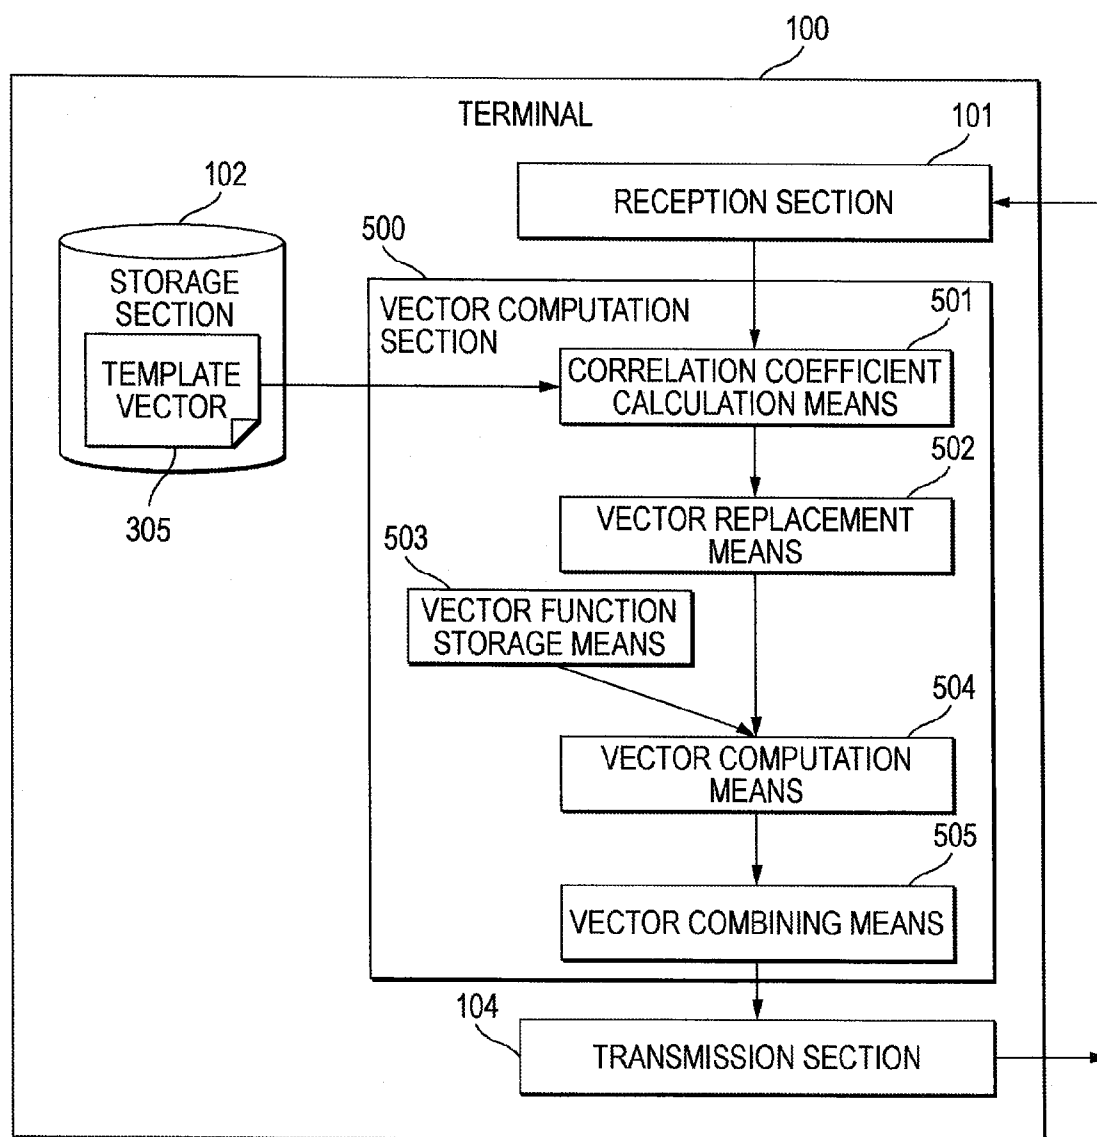 100
TERMINAL
101
RECEPTION SECTION
102
STORAGE
SECTION
TEMPLATE
VECTOR
305
500
VECTOR COMPUTATION
SECTION
501
CORRELATION COEFFICIENT
CALCULATION MEANS
502
VECTOR REPLACEMENT
MEANS
503
VECTOR FUNCTION
STORAGE MEANS
504
VECTOR COMPUTATION
MEANS
505
VECTOR COMBINING MEANS
104
TRANSMISSION SECTION